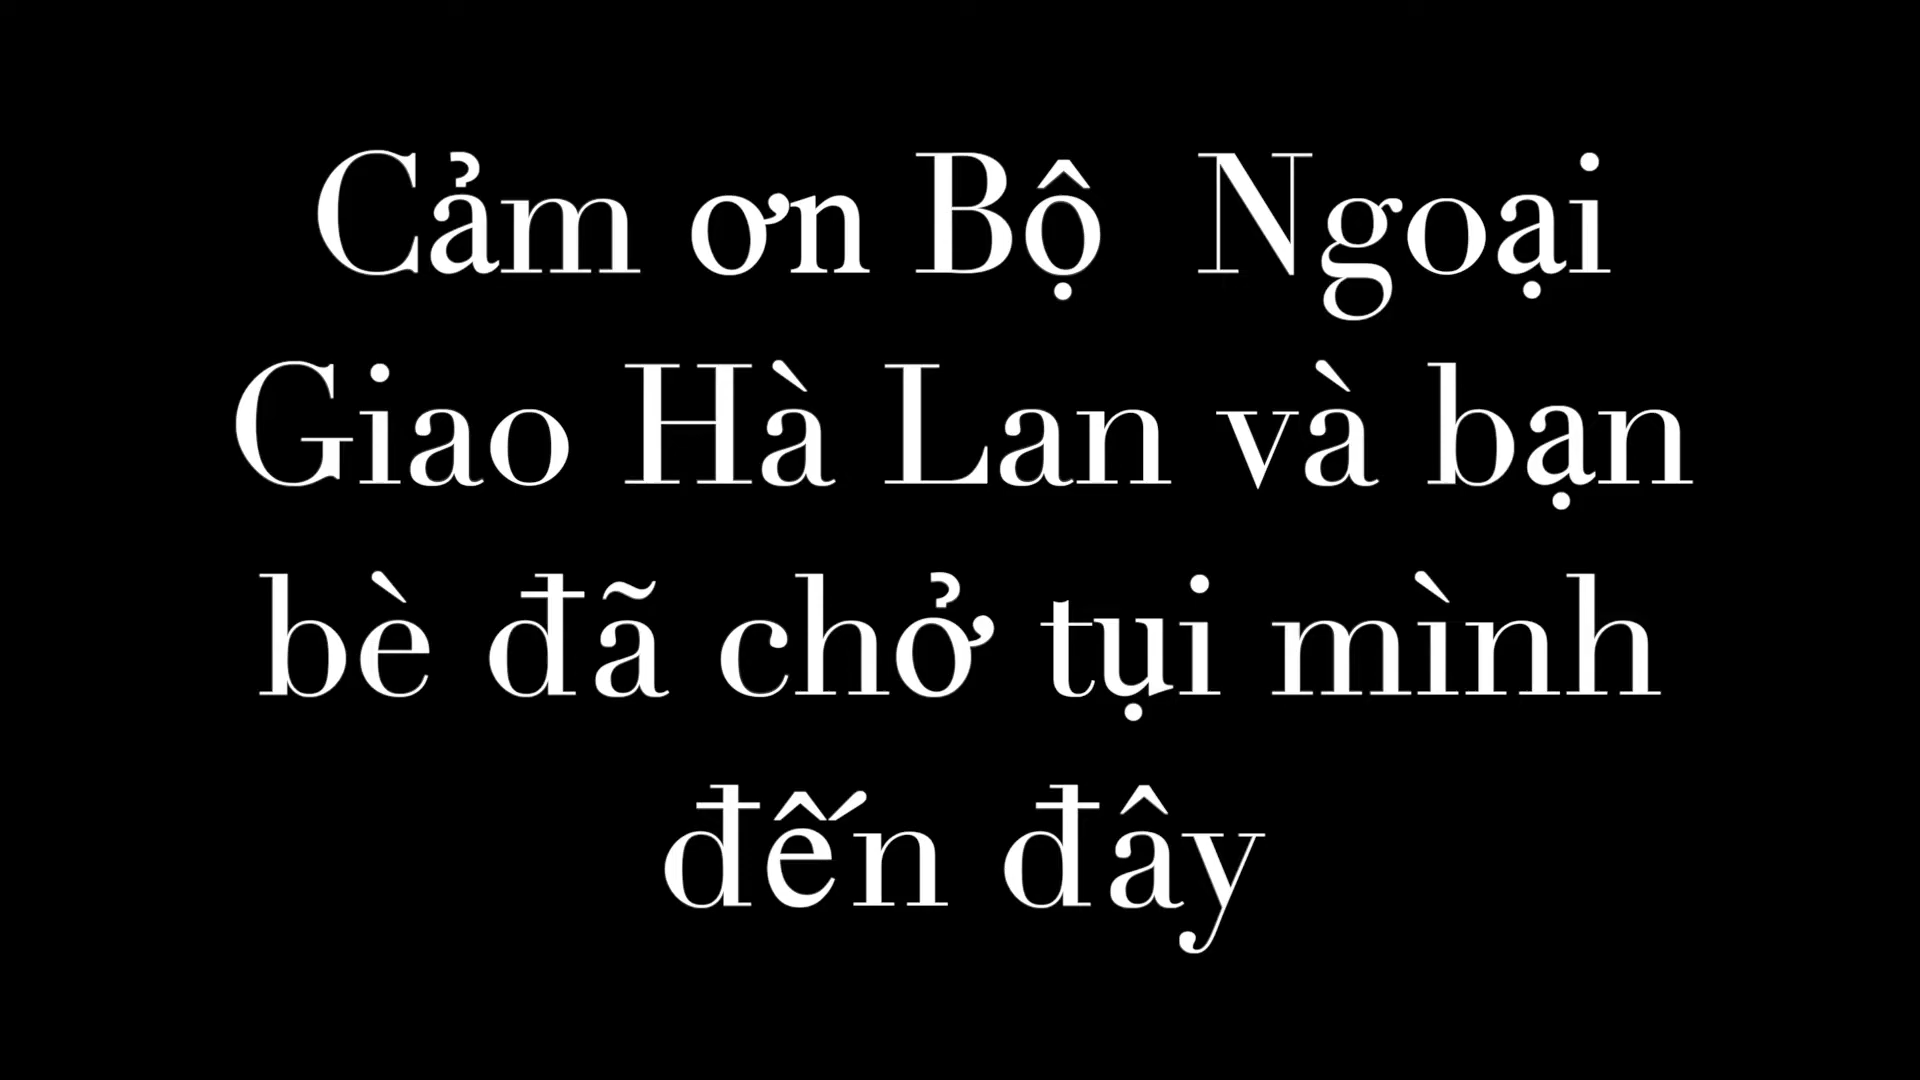 Cảm ơn Bộ Ngoại
Giao Hà Lan và bạn
bè đã chở tụi mình
đến đây